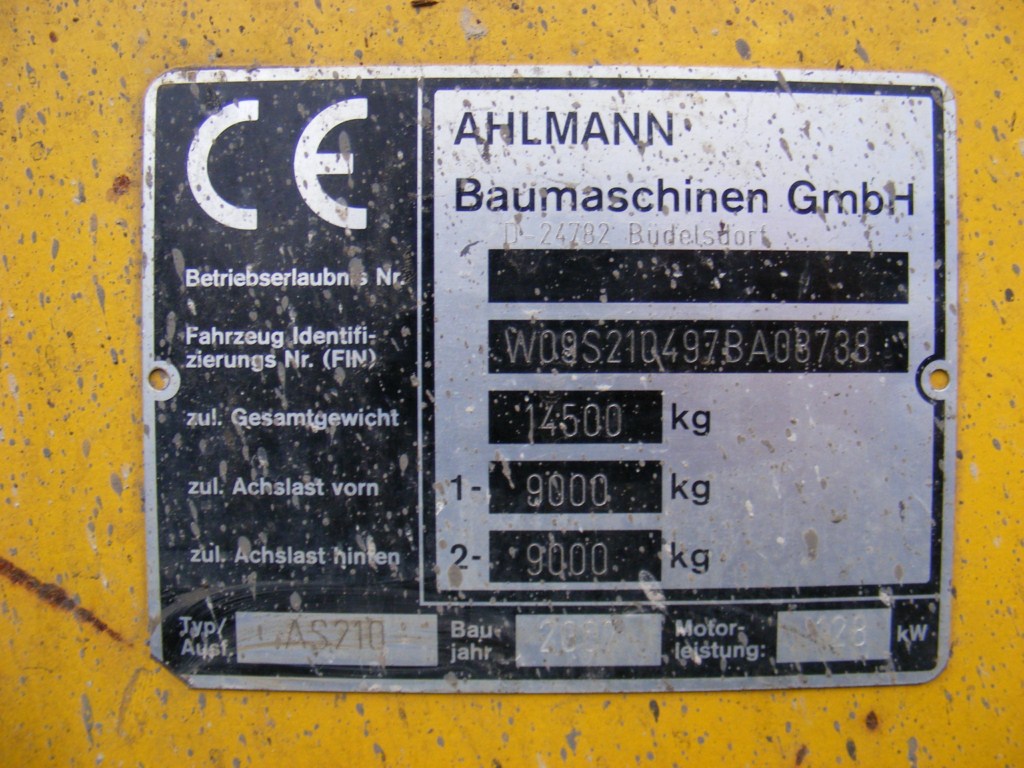 CE
AHLMANN
Baumaschinen GmbH
D-24782 Büdelsdorf
Betriebserlaubnis Nr.
Fahrzeug Identifi-
zierungs Nr. (FIN) W09S210497BA08738
zul. Gesamtgewicht 14500 kg
zul. Achslast vorn 1- 9000 kg
zul. Achslast hinten 2- 9000 kg
Typ/
Ausf. AS210
Bau-
jahr
Motor-
leistung: kW